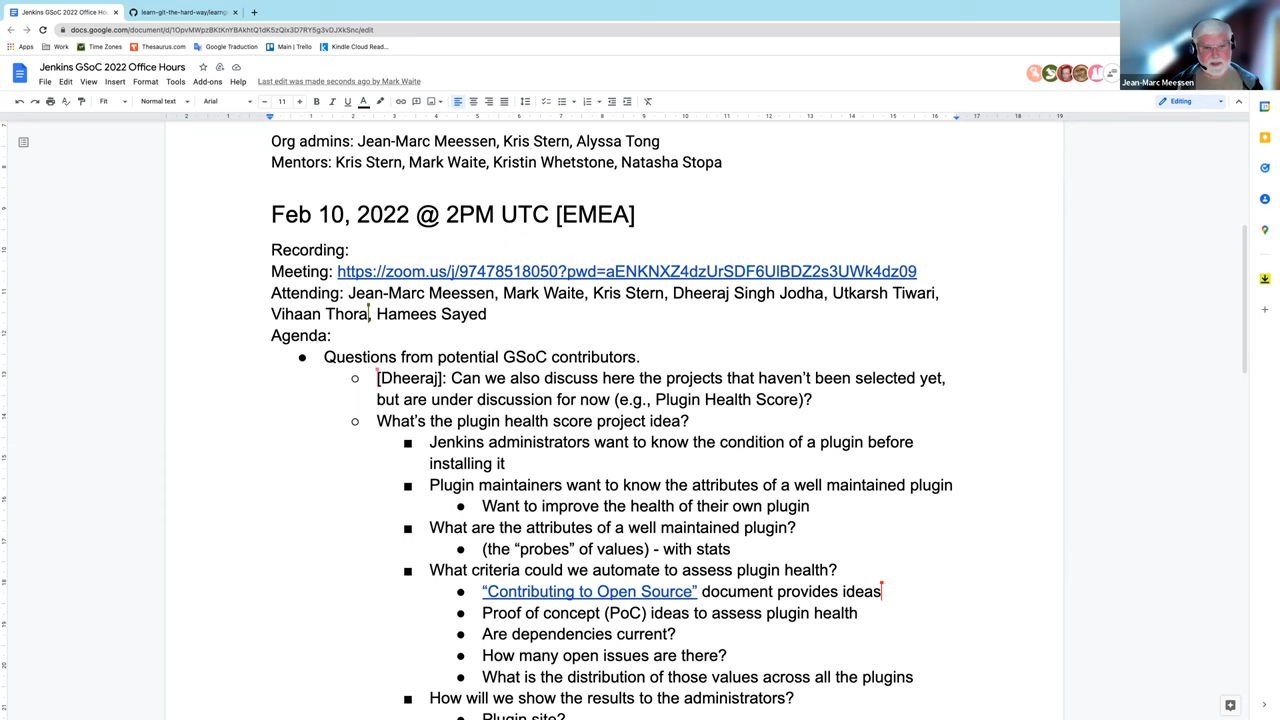 Jenkins GSoC 2022 Office Hours
learn-git-the-hard-way/learng
docs.google.com/document/d/1OpvMWpzBKtKnYBAkhtQ1dK5zQlx3D7RY5g3vDJXkSnc/edit
Apps Work Time Zones Thesaurus.com Google Traduction Main | Trello Kindle Cloud Read...
Jenkins GSoC 2022 Office Hours
File Edit View Insert Format Tools Add-ons Help Last edit was made seconds ago by Mark Waite
Jean-Marc Meessen
Fit Normal text Arial 11 Editing
Org admins: Jean-Marc Meessen, Kris Stern, Alyssa Tong
Mentors: Kris Stern, Mark Waite, Kristin Whetstone, Natasha Stopa
Feb 10, 2022 @ 2PM UTC [EMEA]
Recording:
Meeting: https://zoom.us/j/97478518050?pwd=aENKNXZ4dzUrSDF6UlBDZ2s3UWk4dz09
Attending: Jean-Marc Meessen, Mark Waite, Kris Stern, Dheeraj Singh Jodha, Utkarsh Tiwari,
Vihaan Thora, Hamees Sayed
Agenda:
● Questions from potential GSoC contributors.
○ [Dheeraj]: Can we also discuss here the projects that haven’t been selected yet,
but are under discussion for now (e.g., Plugin Health Score)?
○ What’s the plugin health score project idea?
■ Jenkins administrators want to know the condition of a plugin before
installing it
■ Plugin maintainers want to know the attributes of a well maintained plugin
● Want to improve the health of their own plugin
■ What are the attributes of a well maintained plugin?
● (the “probes” of values) - with stats
■ What criteria could we automate to assess plugin health?
● “Contributing to Open Source” document provides ideas
● Proof of concept (PoC) ideas to assess plugin health
● Are dependencies current?
● How many open issues are there?
● What is the distribution of those values across all the plugins
■ How will we show the results to the administrators?
● Plugin site?